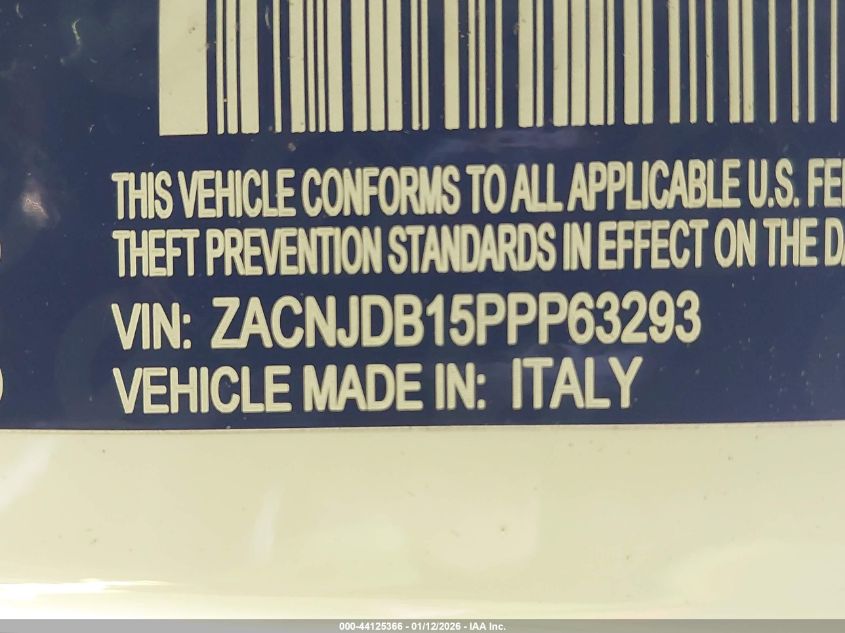 THIS VEHICLE CONFORMS TO ALL APPLICABLE U.S.
THEFT PREVENTION STANDARDS IN EFFECT ON THE
VIN: ZACNJDB15PPP63293
VEHICLE MADE IN: ITALY
000-44125366 - 01/12/2026 - IAA Inc.